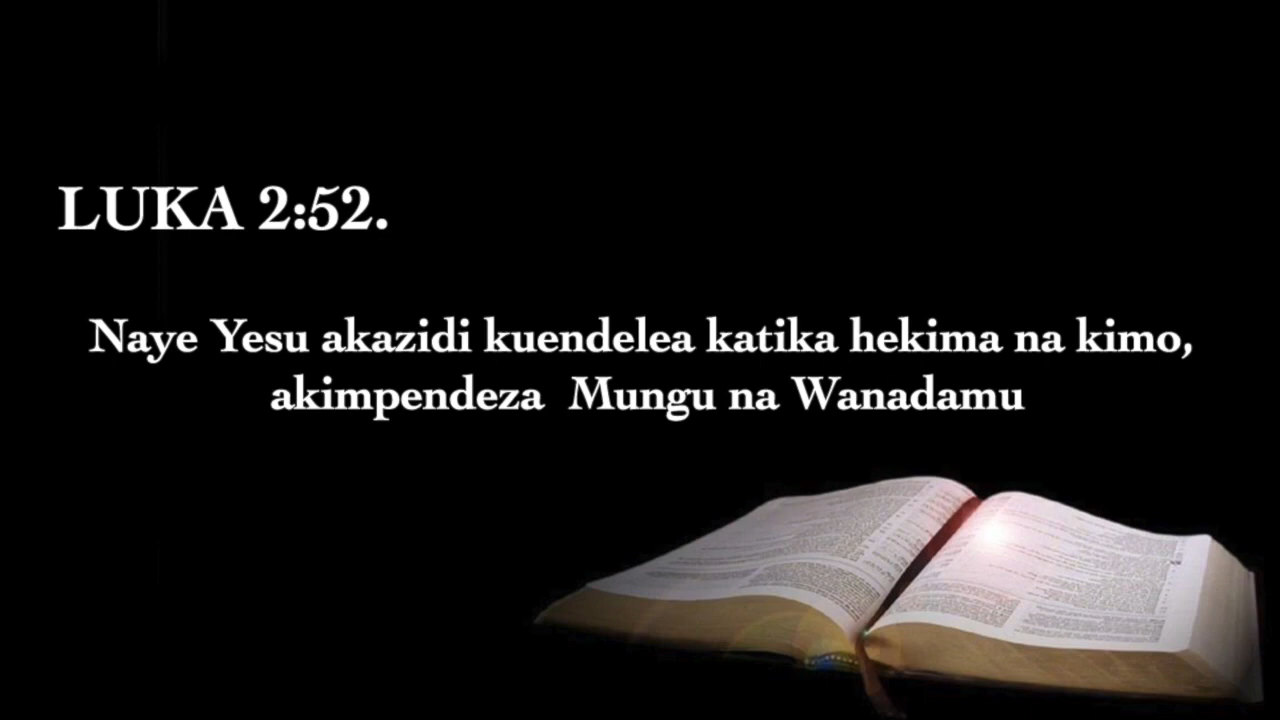 LUKA 2:52.
Naye Yesu akazidi kuendelea katika hekima na kimo,
akimpendeza  Mungu na Wanadamu